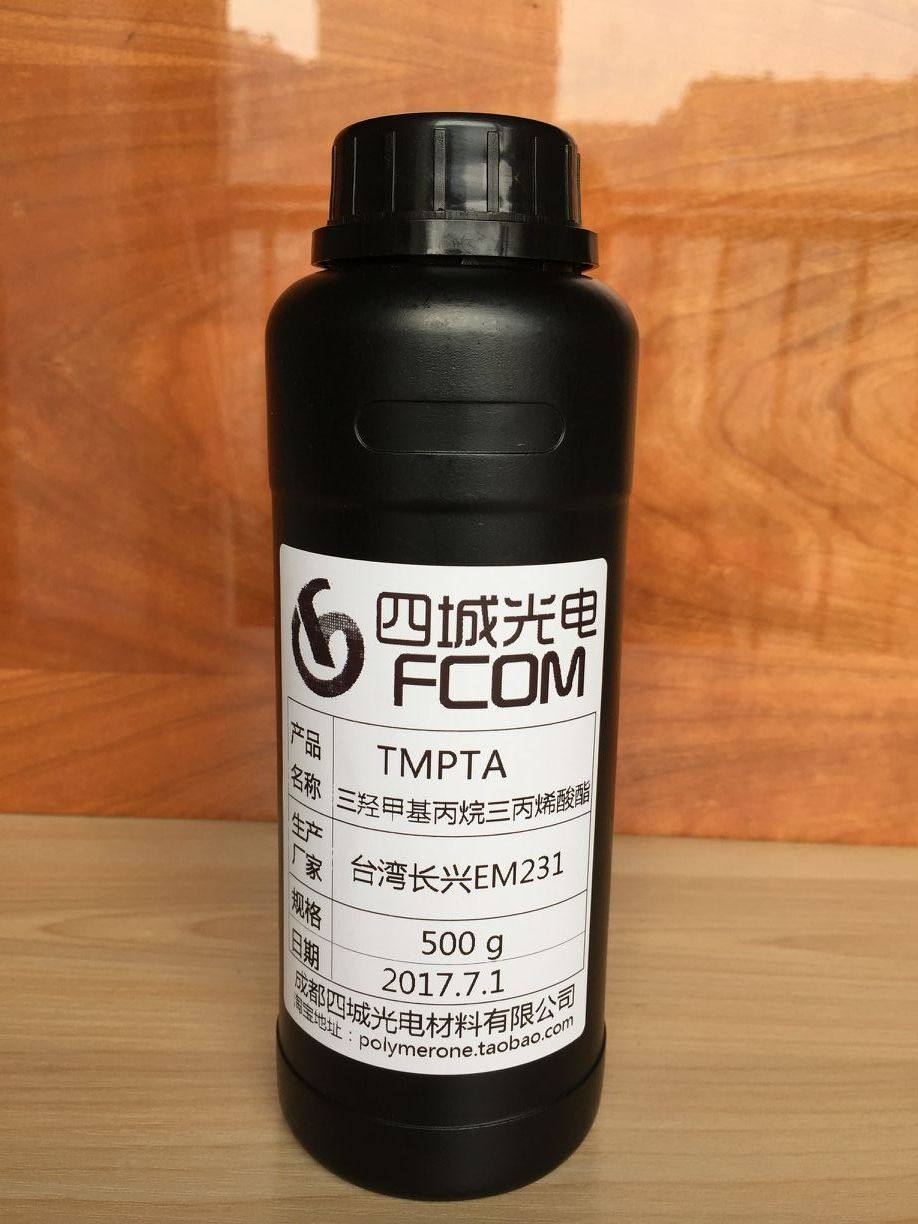 四城光电
FCOM
产品名称
TMPTA
三羟甲基丙烷三丙烯酸酯
生产厂家
台湾长兴EM231
规格
500 g
日期
2017.7.1
成都四城光电材料有限公司
淘宝地址：polymerone.taobao.com